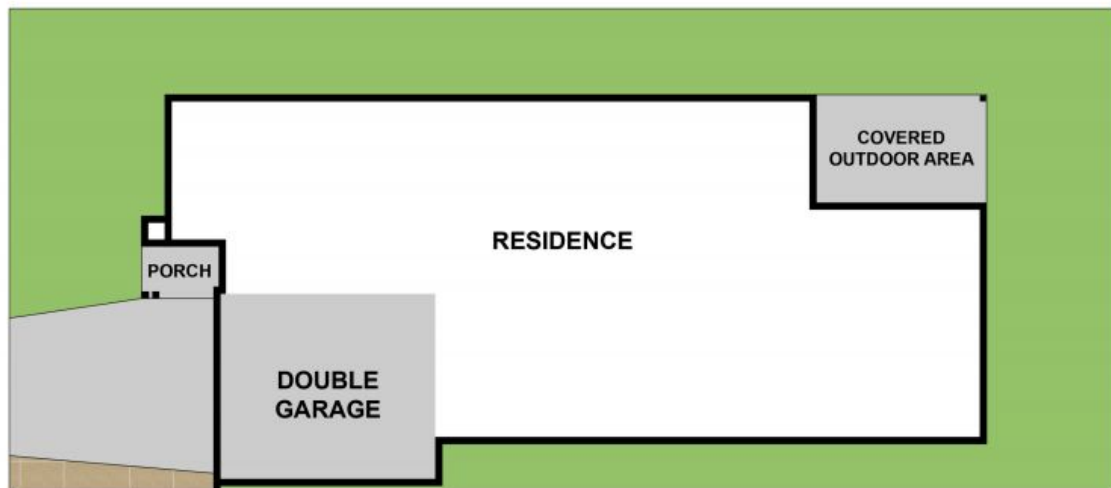 COVERED
OUTDOOR AREA
RESIDENCE
PORCH
DOUBLE
GARAGE